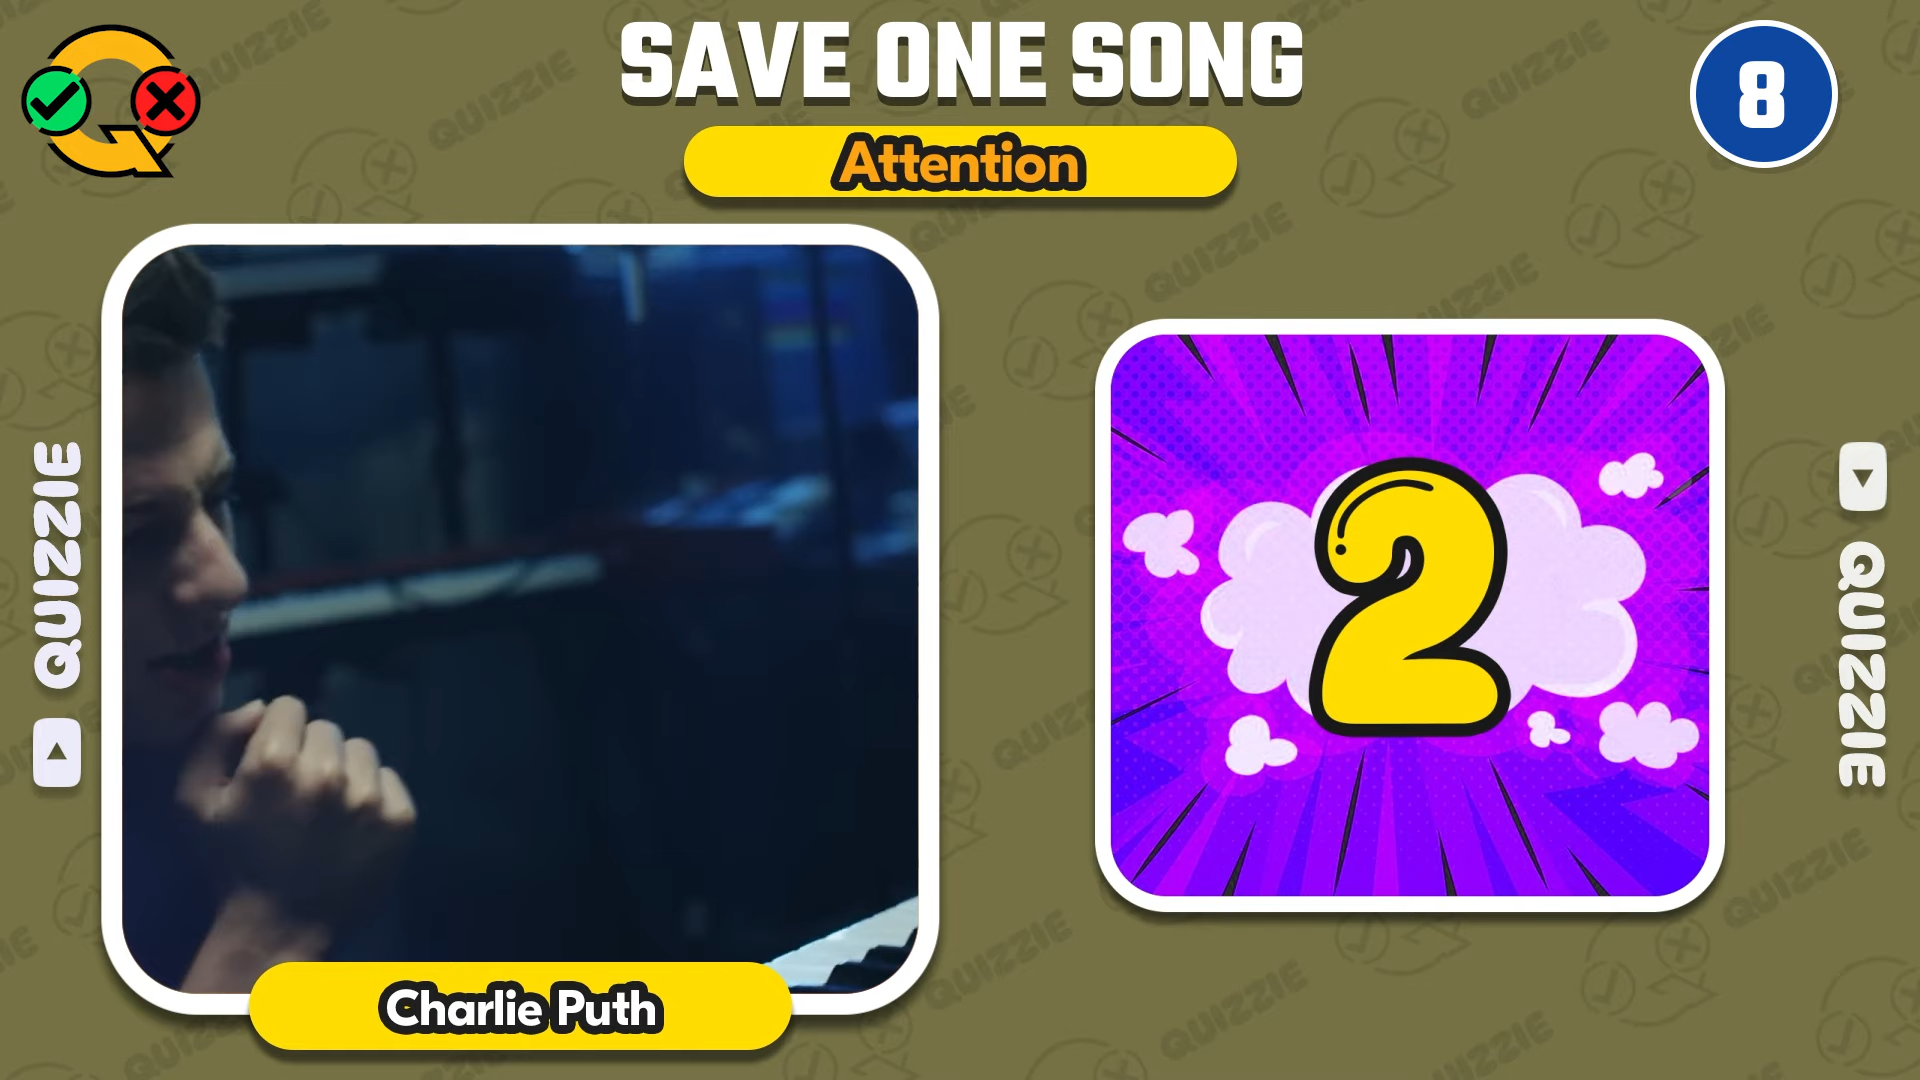 SAVE ONE SONG
8
Attention
QUIZZIE
2
QUIZZIE
Charlie Puth